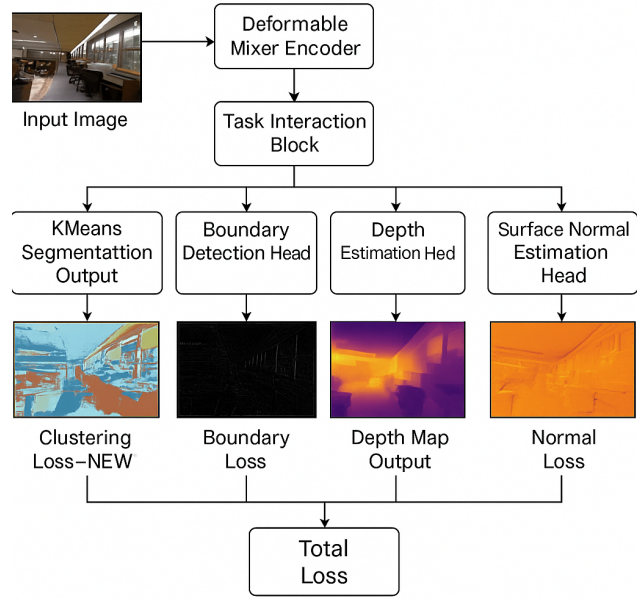 Deformable
Mixer Encoder
Input Image
Task Interaction
Block
KMeans
Segmentattion
Output
Boundary
Detection Head
Depth
Estimation Hed
Surface Normal
Estimation
Head
Clustering
Loss–NEW
Boundary
Loss
Depth Map
Output
Normal
Loss
Total
Loss